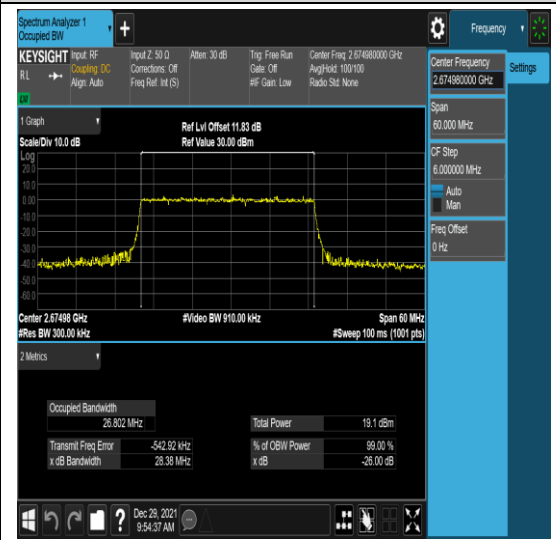 Spectrum Analyzer 1
Occupied BW
+
Frequency
KEYSIGHT
RL
Input: RF
Coupling: DC
Align: Auto
Input Z: 50 Ω
Corrections: Off
Freq Ref: Int (S)
Atten: 30 dB
Trig: Free Run
Gate: Off
#IF Gain: Low
Center Freq: 2.674980000 GHz
Avg|Hold: 100/100
Radio Std: None
Center Frequency
2.674980000 GHz
Settings
Span
60.000 MHz
CF Step
6.000000 MHz
Auto
Man
Freq Offset
0 Hz
1 Graph
Scale/Div 10.0 dB
Ref Lvl Offset 11.83 dB
Ref Value 30.00 dBm
Log
20.0
10.0
0.00
-10.0
-20.0
-30.0
-40.0
-50.0
-60.0
Center 2.67498 GHz
#Video BW 910.00 kHz
Span 60 MHz
#Res BW 300.00 kHz
#Sweep 100 ms (1001 pts)
2 Metrics
Occupied Bandwidth
26.802 MHz
Total Power 19.1 dBm
Transmit Freq Error -542.92 kHz
% of OBW Power 99.00 %
x dB Bandwidth 28.38 MHz
x dB -26.00 dB
?
Dec 29, 2021
9:54:37 AM